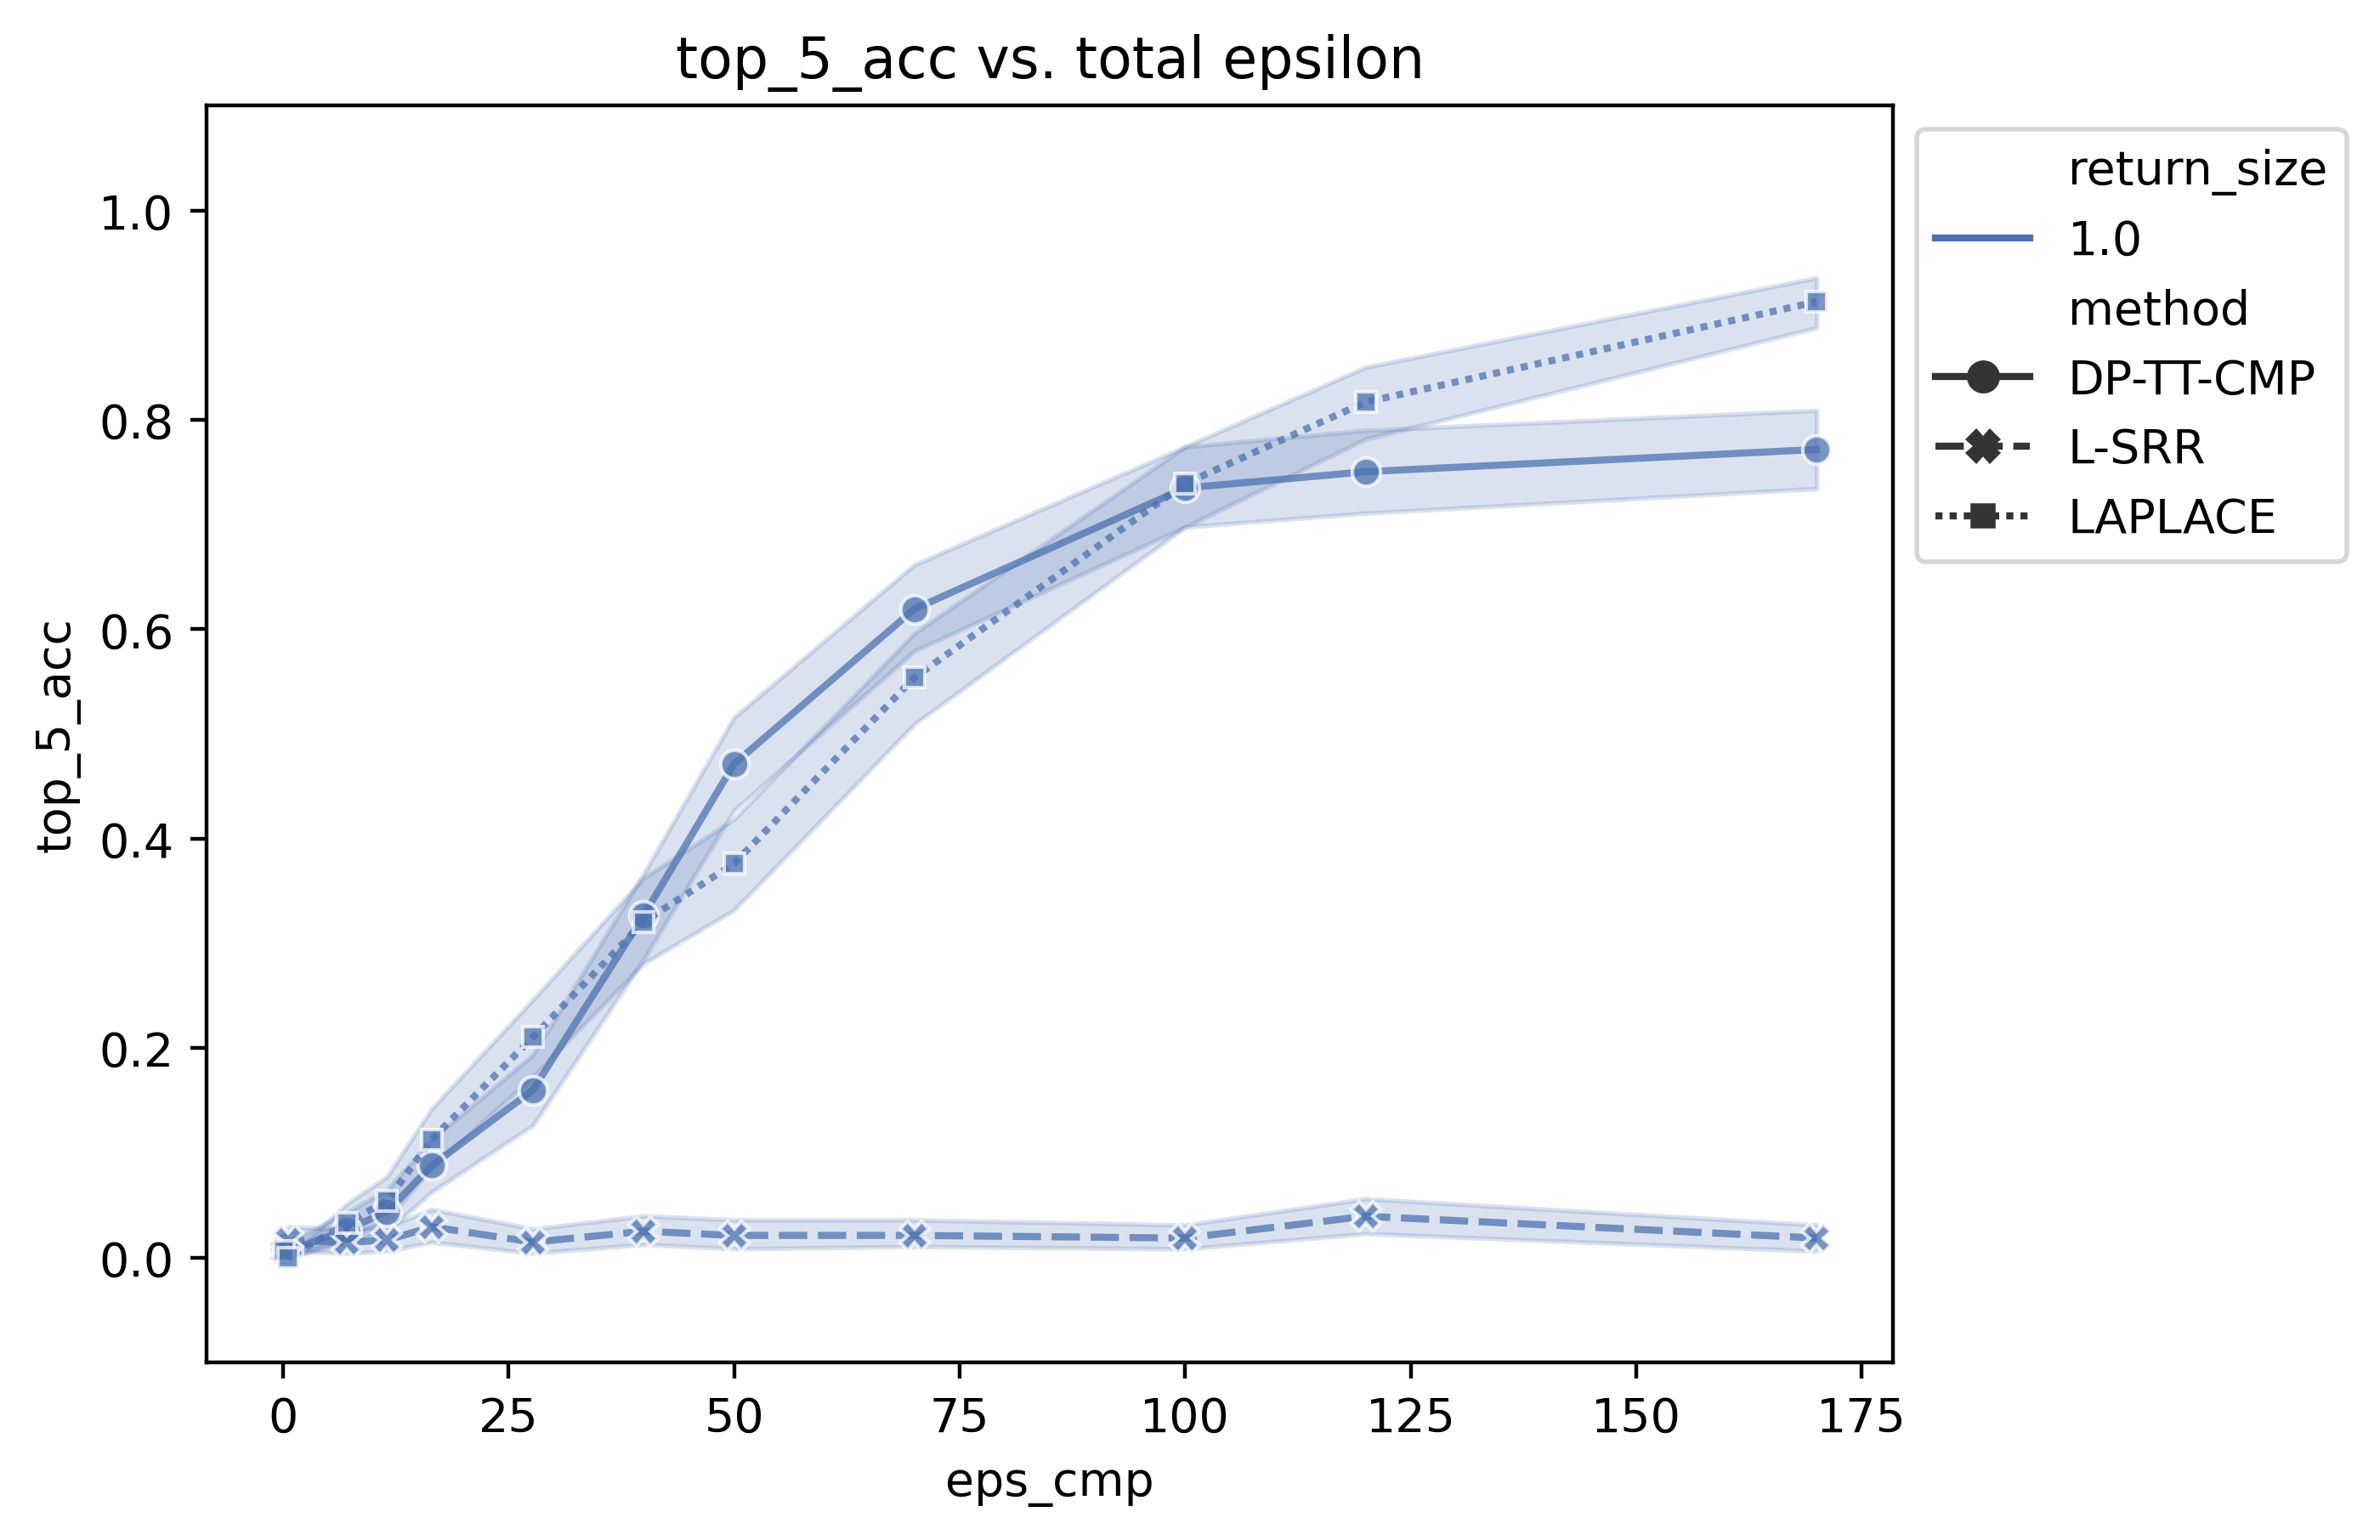 top_5_acc vs. total epsilon
return_size
1.0
method
DP-TT-CMP
L-SRR
LAPLACE
top_5_acc
1.0
0.8
0.6
0.4
0.2
0.0
0 25 50 75 100 125 150 175
eps_cmp